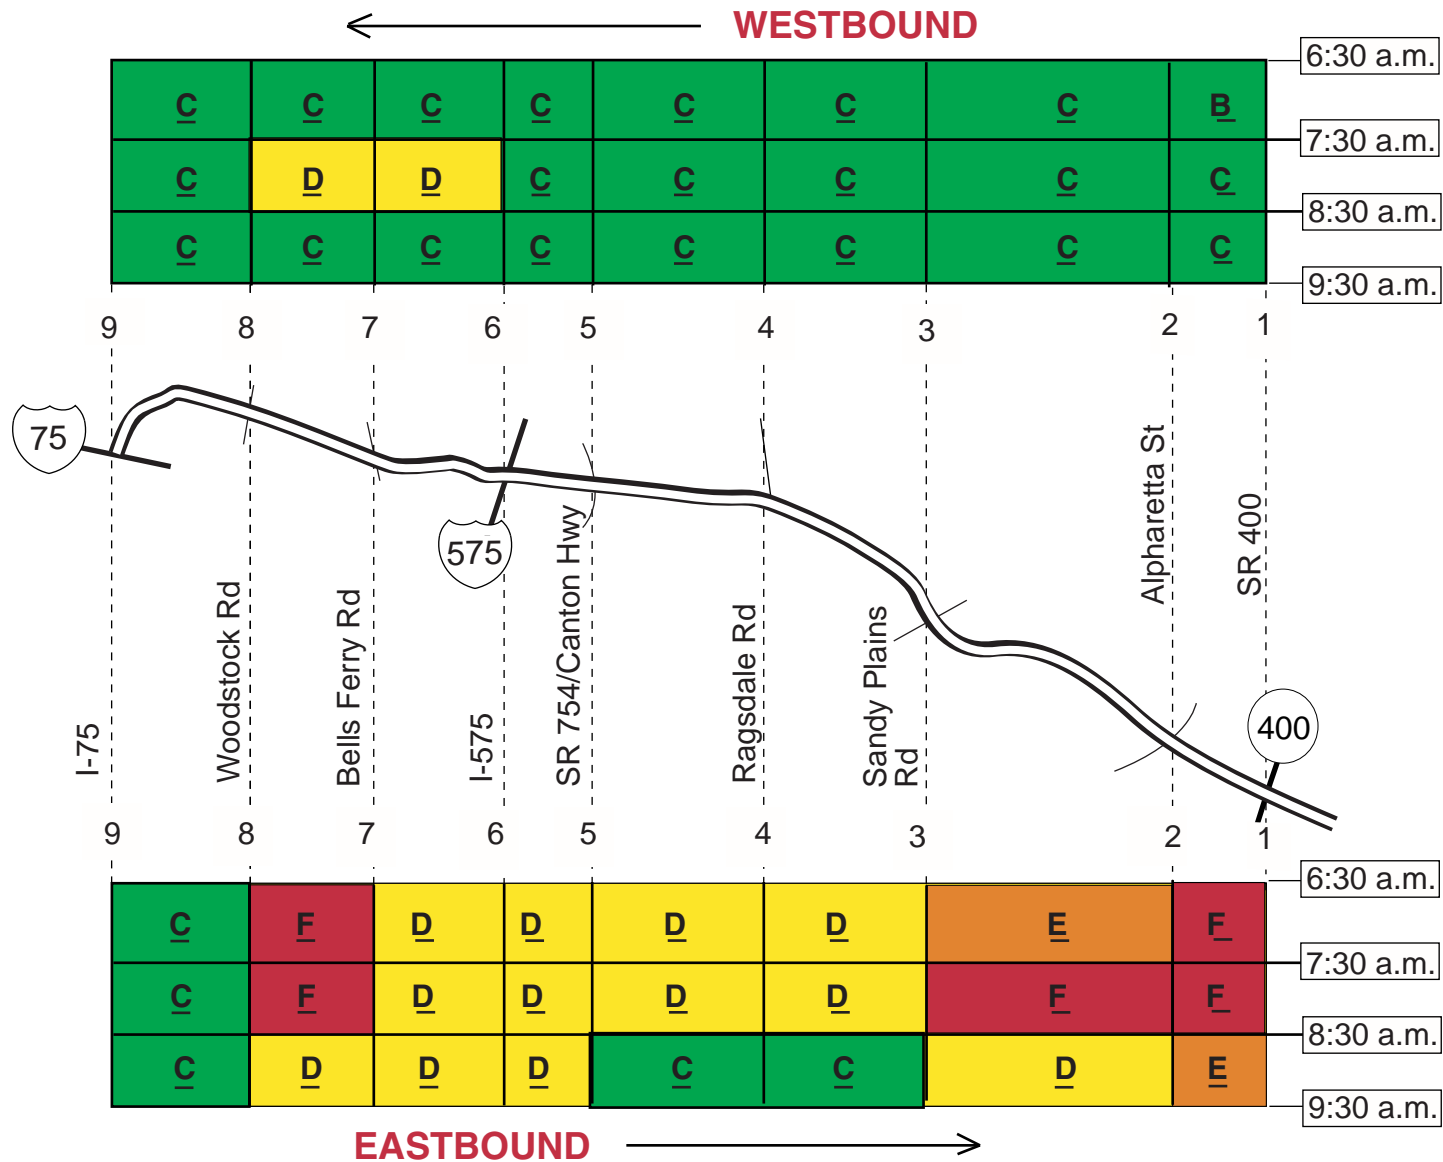 WESTBOUND
6:30 a.m.
C C C C C C C B
7:30 a.m.
C D D C C C C C
8:30 a.m.
C C C C C C C C
9:30 a.m.
9 8 7 6 5 4 3 2 1
75
575
400
I-75
Woodstock Rd
Bells Ferry Rd
I-575
SR 754/Canton Hwy
Ragsdale Rd
Sandy Plains
Rd
Alpharetta St
SR 400
9 8 7 6 5 4 3 2 1
6:30 a.m.
C F D D D D E F
7:30 a.m.
C F D D D D F F
8:30 a.m.
C D D D C C D E
9:30 a.m.
EASTBOUND